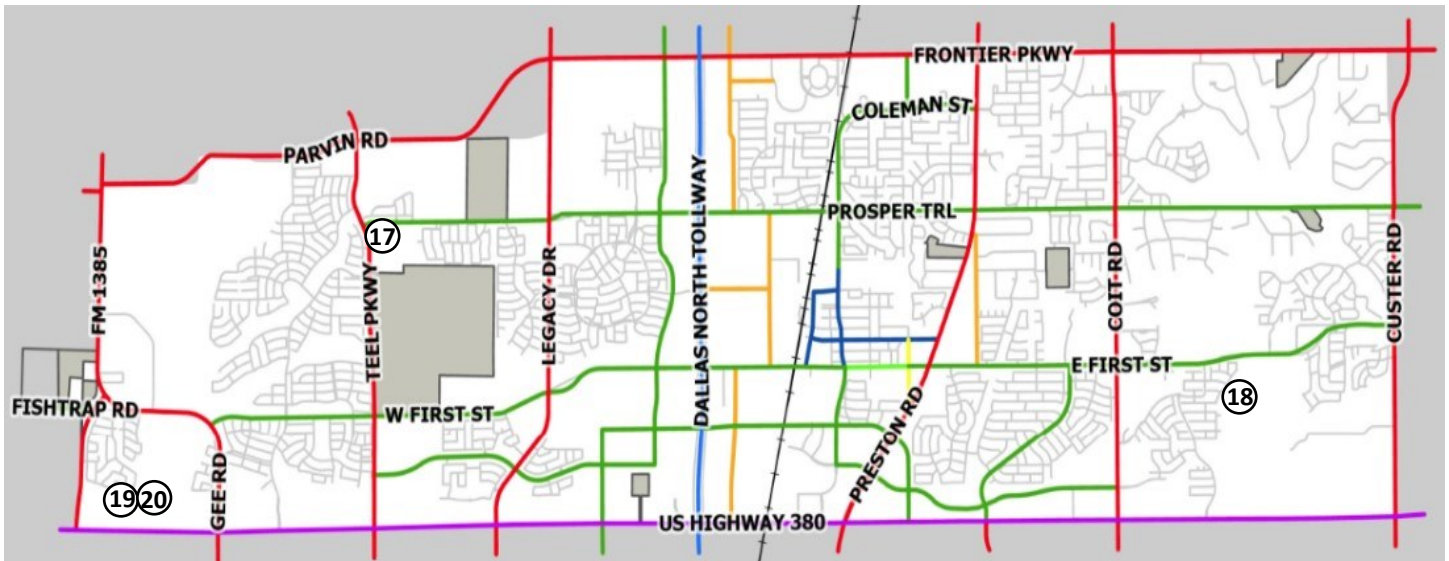 FRONTIER PKWY
COLEMAN ST
PARVIN RD
PROSPER TRL
17
FM 1385
TEEL PKWY
LEGACY DR
DALLAS NORTH TOLLWAY
COIT RD
CUSTER RD
E FIRST ST
18
FISHTRAP RD
W FIRST ST
PRESTON RD
19
20
GEE RD
US HIGHWAY 380